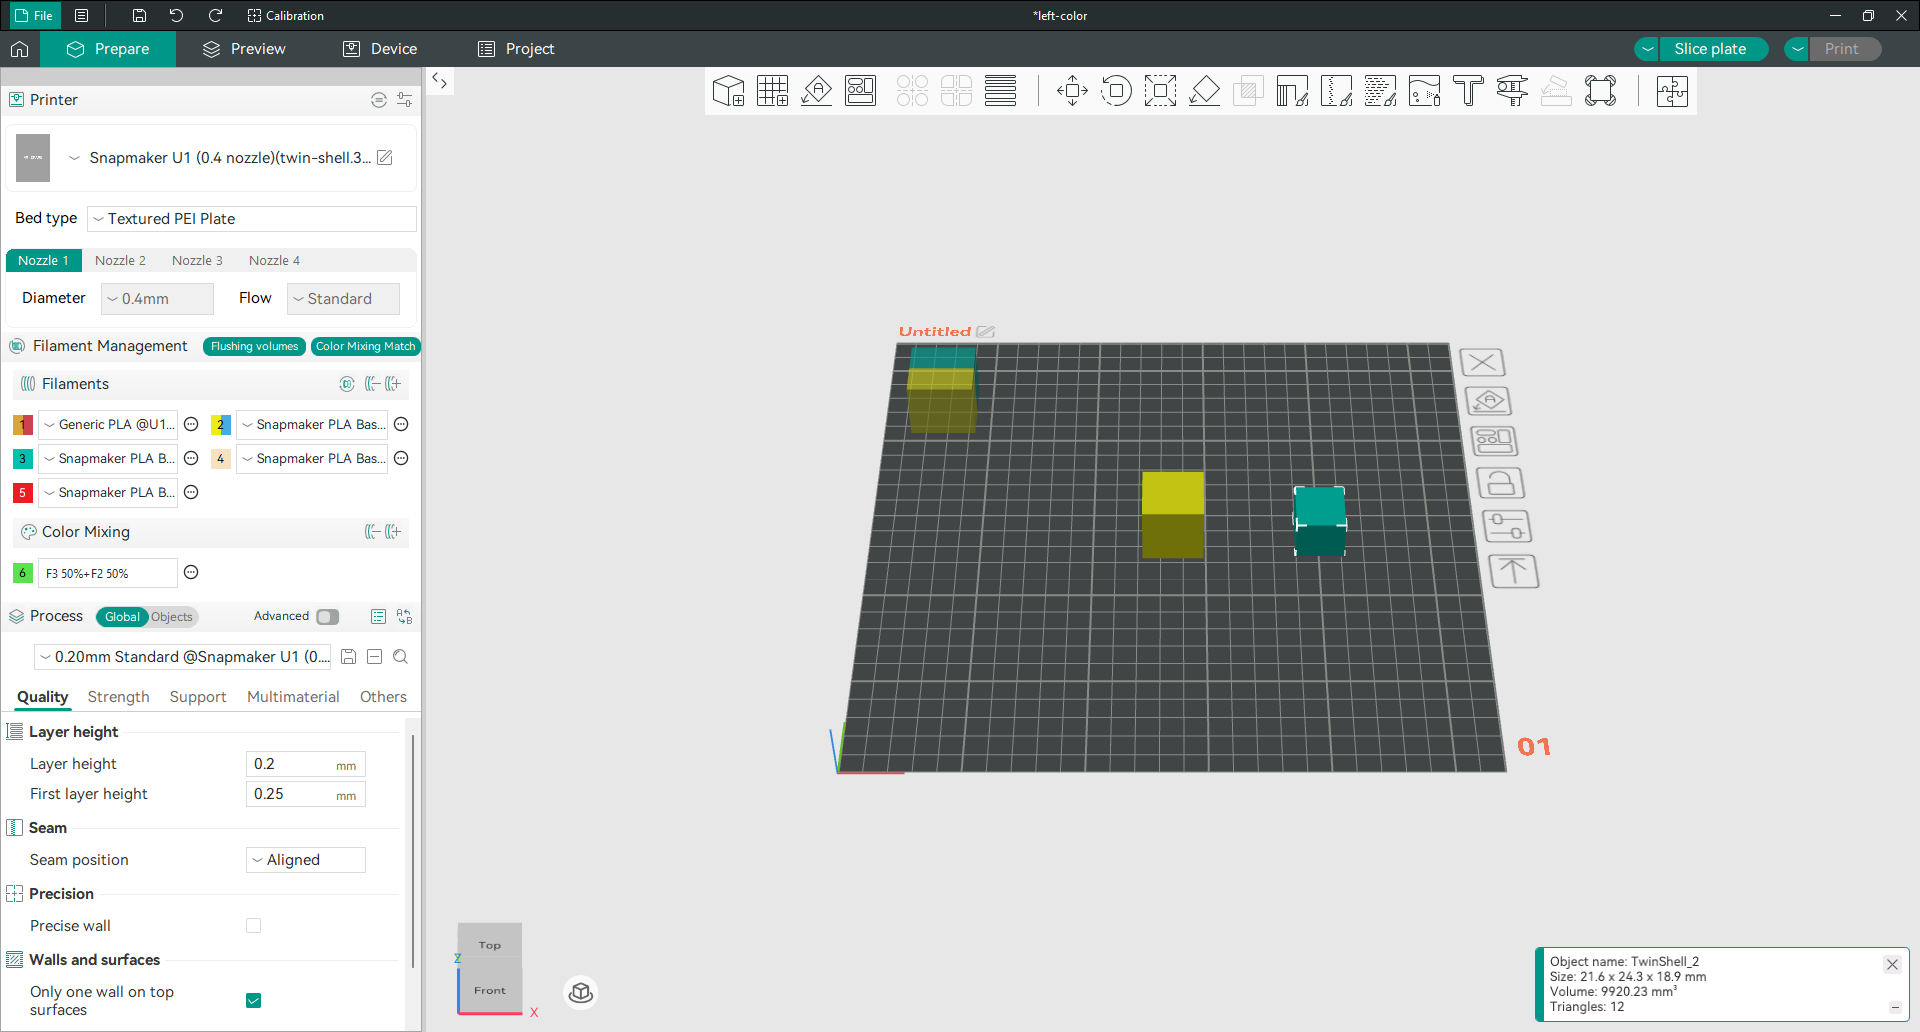 File
Calibration
*left-color
Prepare
Preview
Device
Project
Slice plate
Print
Printer
Snapmaker U1 (0.4 nozzle)(twin-shell.3...
Bed type
Textured PEI Plate
Nozzle 1
Nozzle 2
Nozzle 3
Nozzle 4
Diameter
0.4mm
Flow
Standard
Filament Management
Flushing volumes
Color Mixing Match
Filaments
1
Generic PLA @U1...
2
Snapmaker PLA Bas...
3
Snapmaker PLA B...
4
Snapmaker PLA Bas...
5
Snapmaker PLA B...
Color Mixing
6
F3 50%+F2 50%
Process
Global
Objects
Advanced
0.20mm Standard @Snapmaker U1 (0....
Quality
Strength
Support
Multimaterial
Others
Layer height
Layer height
0.2
mm
First layer height
0.25
mm
Seam
Seam position
Aligned
Precision
Precise wall
Walls and surfaces
Only one wall on top
surfaces
Untitled
01
Top
Front
Z
X
Object name: TwinShell_2
Size: 21.6 x 24.3 x 18.9 mm
Volume: 9920.23 mm³
Triangles: 12